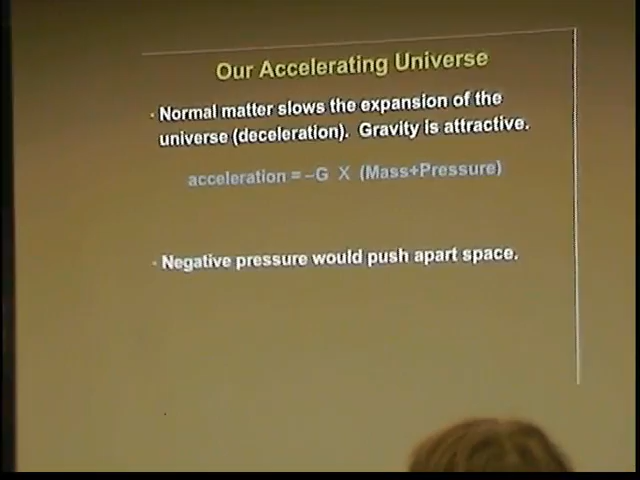 Our Accelerating Universe
· Normal matter slows the expansion of the
universe (deceleration). Gravity is attractive.
acceleration = –G X (Mass+Pressure)
· Negative pressure would push apart space.